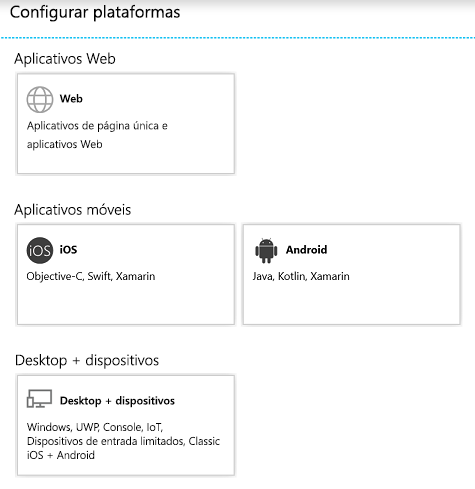 Configurar plataformas
Aplicativos Web
Web
Aplicativos de página única e
aplicativos Web
Aplicativos móveis
iOS iOS
Objective-C, Swift, Xamarin
Android
Java, Kotlin, Xamarin
Desktop + dispositivos
Desktop + dispositivos
Windows, UWP, Console, IoT,
Dispositivos de entrada limitados, Classic
iOS + Android